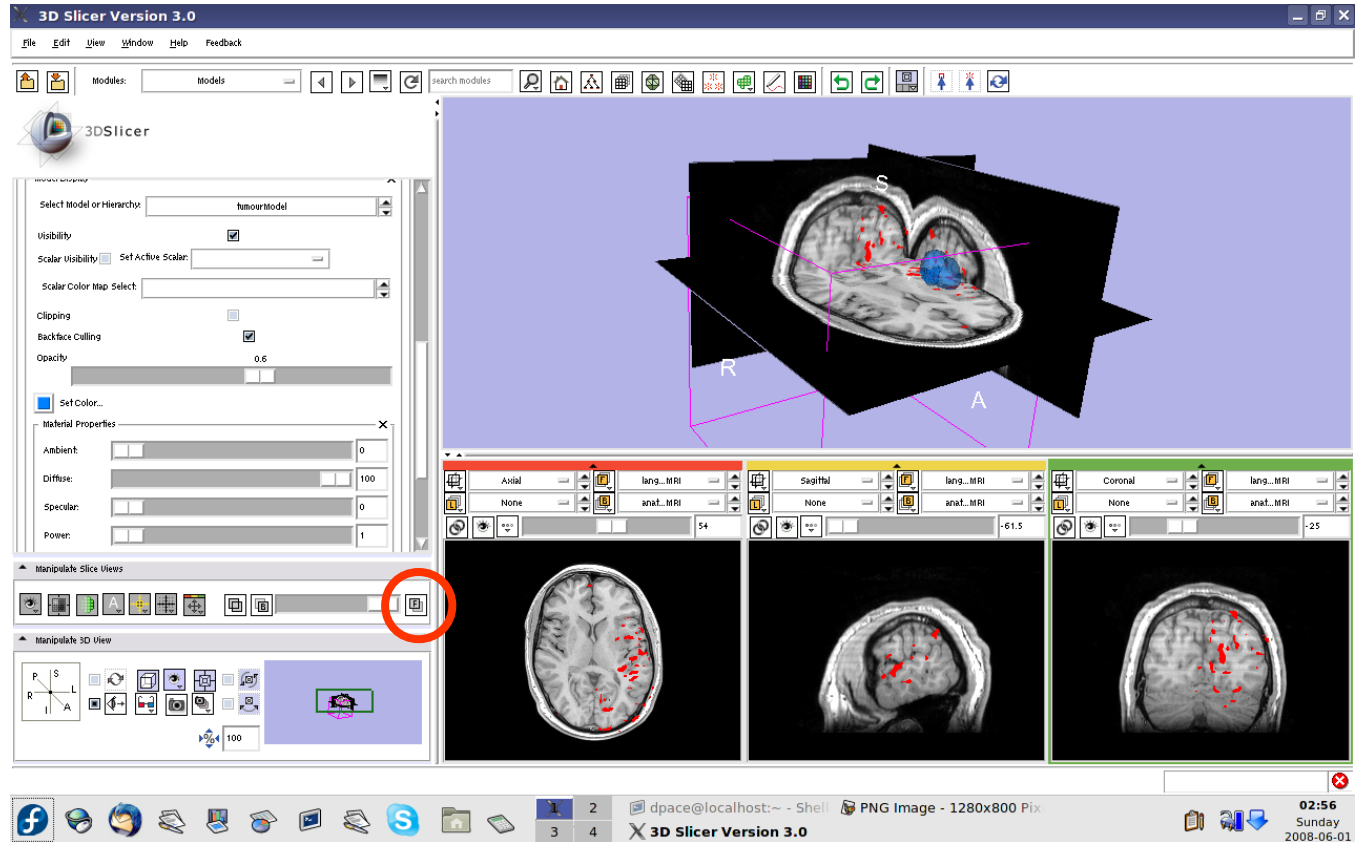 3D Slicer Version 3.0
File Edit View Window Help Feedback
Modules: Models search modules
3DSlicer
Model Display
Select Model or Hierarchy: tumourModel
Visibility
Scalar Visibility Set Active Scalar:
Scalar Color Map Select:
Clipping
Backface Culling
Opacity 0.6
Set Color...
Material Properties
Ambient: 0
Diffuse: 100
Specular: 0
Power: 1
Manipulate Slice Views
A B F
Manipulate 3D View
P S
R L
I A
% 100
S
R
A
Axial F lang...MRI
L None B anat...MRI
54
Sagittal F lang...MRI
L None B anat...MRI
-61.5
Coronal F lang...MRI
L None B anat...MRI
-25
1 2 dpace@localhost:~ - Shell PNG Image - 1280x800 Pix
3 4 3D Slicer Version 3.0
02:56
Sunday
2008-06-01